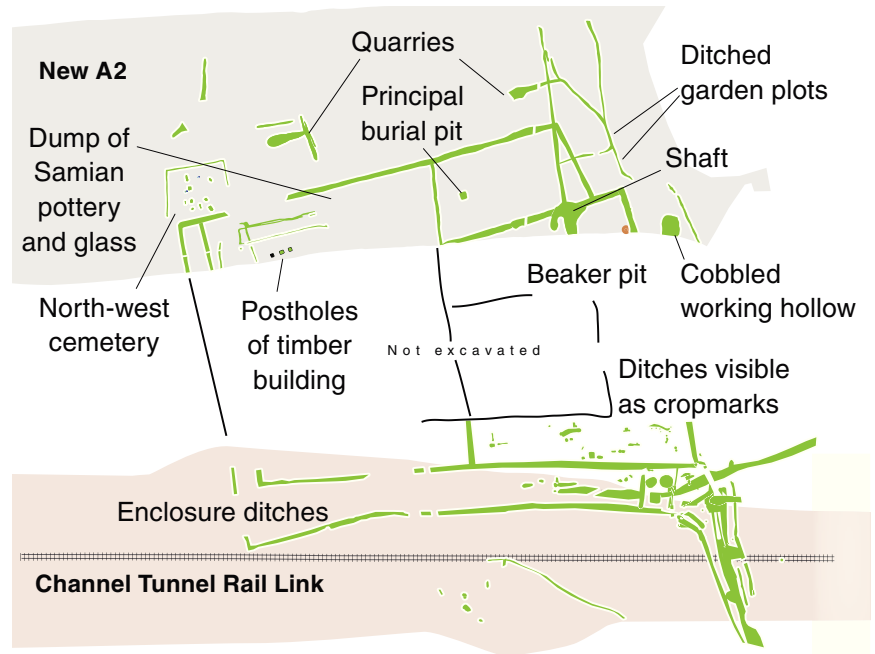 New A2
Quarries
Ditched
garden plots
Principal
burial pit
Dump of
Samian
pottery
and glass
Shaft
North-west
cemetery
Postholes
of timber
building
Beaker pit
Cobbled
working hollow
Not excavated
Ditches visible
as cropmarks
Enclosure ditches
Channel Tunnel Rail Link